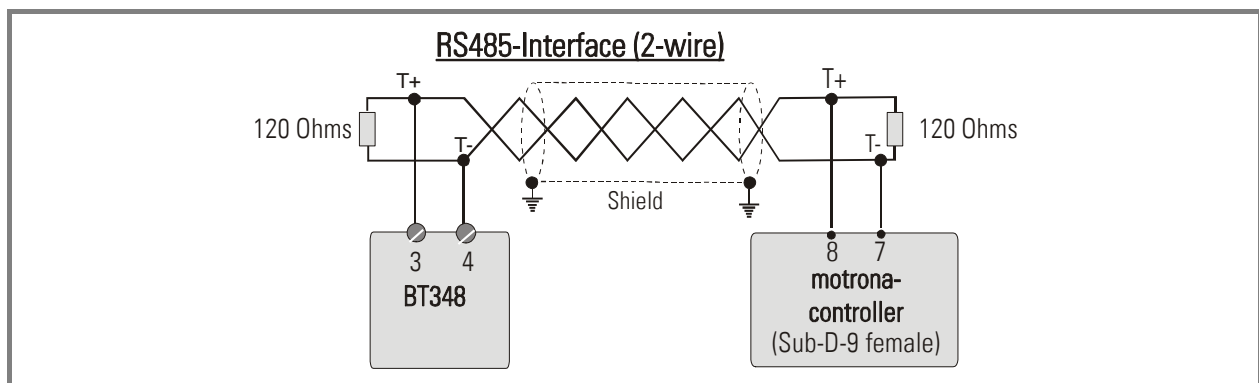 RS485-Interface (2-wire)
T+
T+
120 Ohms
120 Ohms
T-
T-
Shield
3
4
8
7
BT348
motrona-
controller
(Sub-D-9 female)